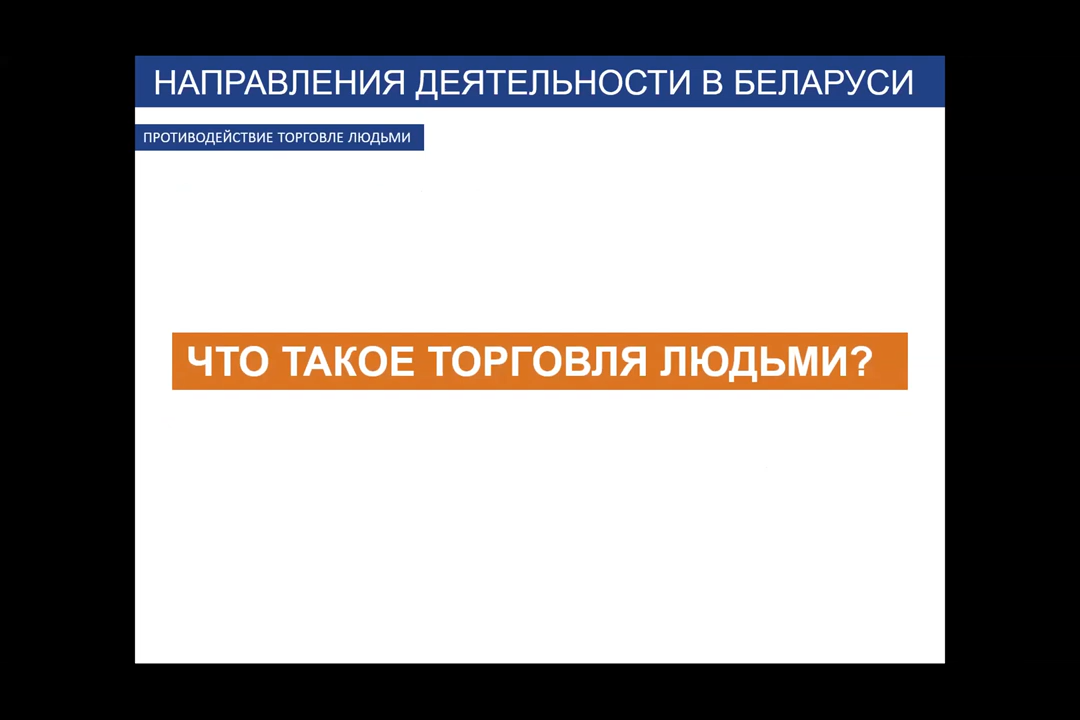 НАПРАВЛЕНИЯ ДЕЯТЕЛЬНОСТИ В БЕЛАРУСИ
ПРОТИВОДЕЙСТВИЕ ТОРГОВЛЕ ЛЮДЬМИ
ЧТО ТАКОЕ ТОРГОВЛЯ ЛЮДЬМИ?